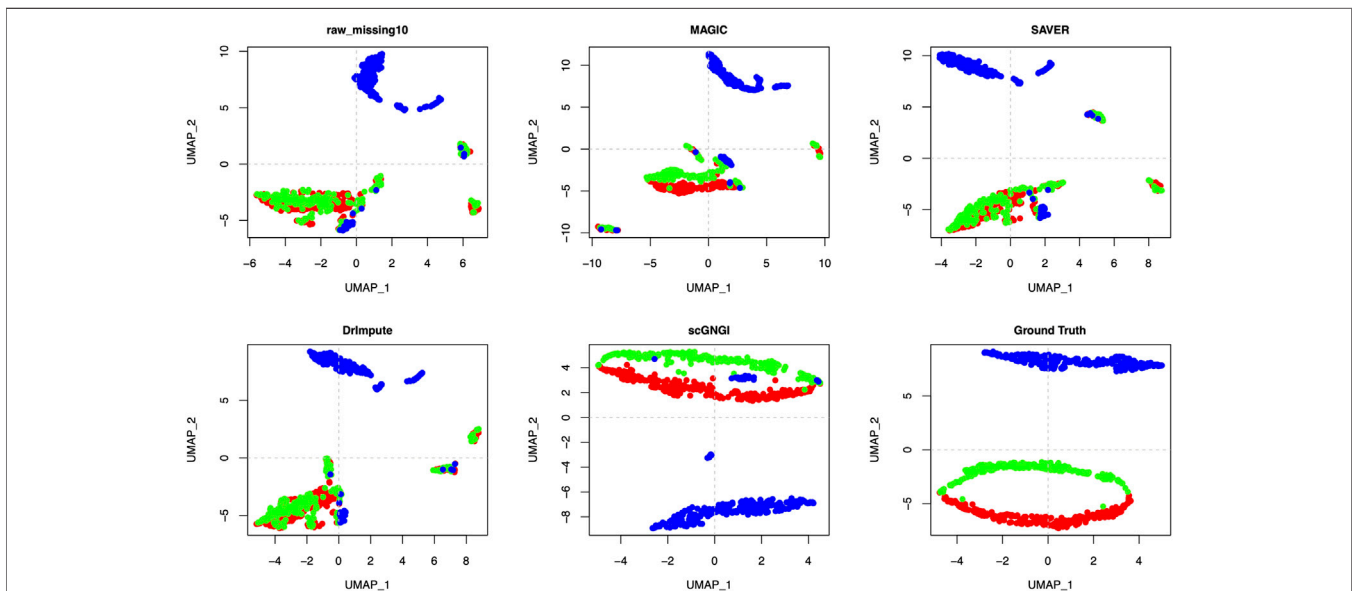 raw_missing10
MAGIC
SAVER
10
5
0
−5
UMAP_2
−6 −4 −2 0 2 4 6
UMAP_1
10
5
0
−5
−10
UMAP_2
−10 −5 0 5 10
UMAP_1
10
5
0
−5
UMAP_2
−4 −2 0 2 4 6 8
UMAP_1
DrImpute
scGNGI
Ground Truth
5
0
−5
UMAP_2
−4 −2 0 2 4 6 8
UMAP_1
4
2
0
−2
−4
−6
−8
UMAP_2
−4 −2 0 2 4
UMAP_1
5
0
−5
UMAP_2
−4 −2 0 2 4
UMAP_1